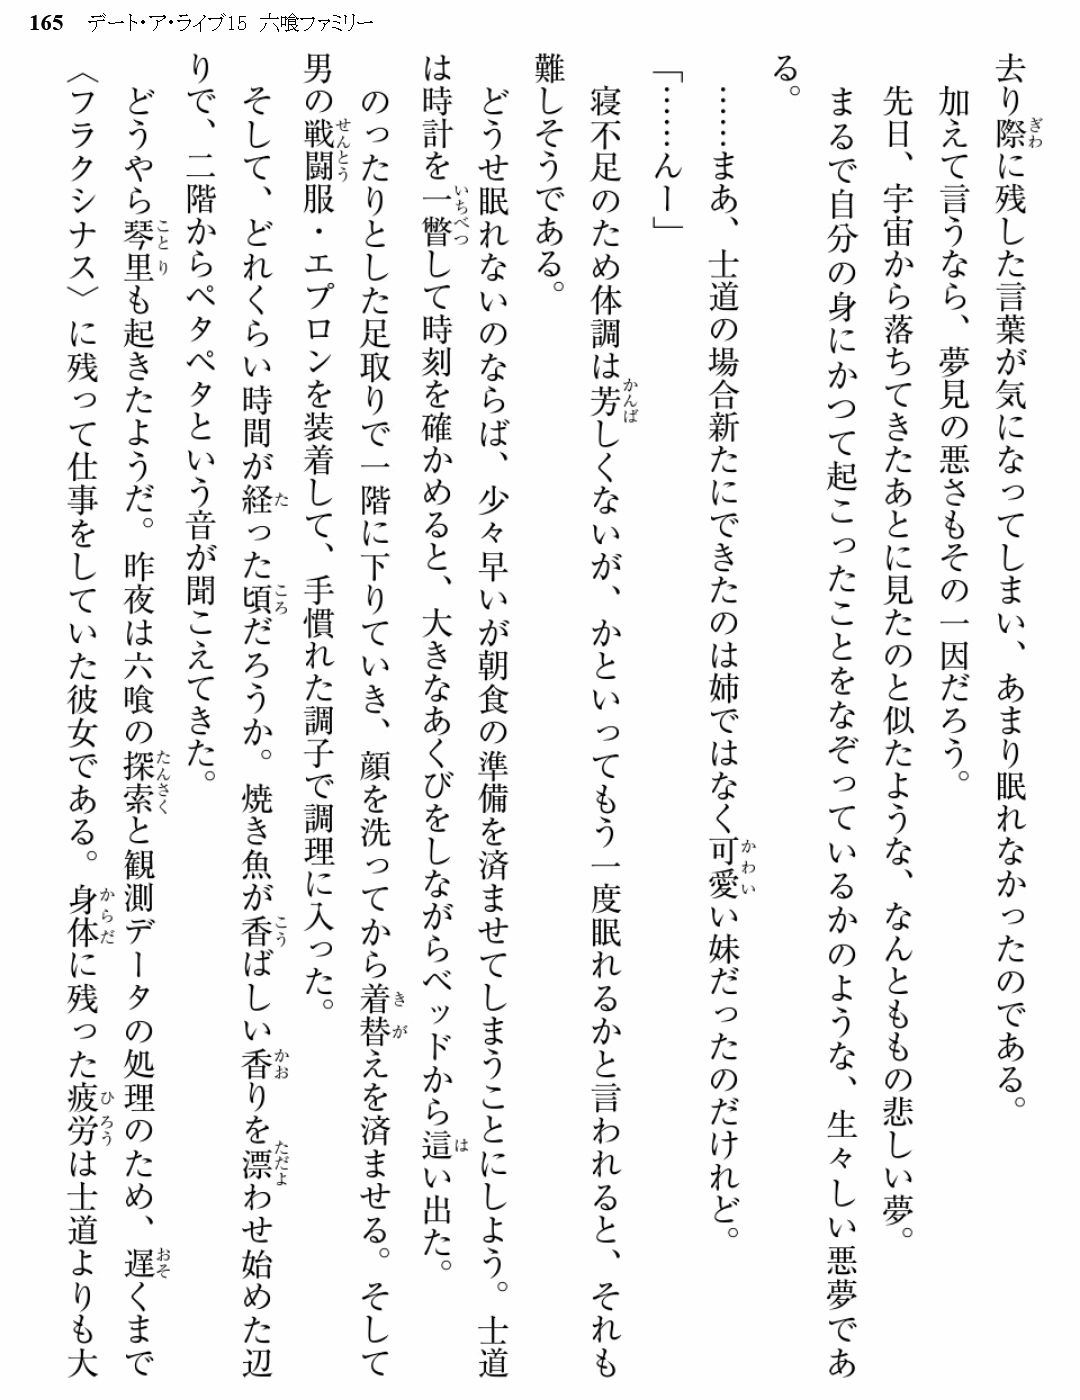 165 デート・ア・ライブ15 六喰ファミリー
去り際に残した言葉が気になってしまい、あまり眠れなかったのである。
加えて言うなら、夢見の悪さもその一因だろう。
先日、宇宙から落ちてきたあとに見たのと似たような、なんとももの悲しい夢。
まるで自分の身にかつて起こったことをなぞっているかのような、生々しい悪夢であ
る。
……まあ、士道の場合新たにできたのは姉ではなく可愛い妹だったのだけれど。
「……んー」
寝不足のため体調は芳しくないが、かといってもう一度眠れるかと言われると、それも
難しそうである。
どうせ眠れないのならば、少々早いが朝食の準備を済ませてしまうことにしよう。士道
は時計を一瞥して時刻を確かめると、大きなあくびをしながらベッドから這い出た。
のったりとした足取りで一階に下りていき、顔を洗ってから着替えを済ませる。そして
男の戦闘服・エプロンを装着して、手慣れた調子で調理に入った。
そして、どれくらい時間が経った頃だろうか。焼き魚が香ばしい香りを漂わせ始めた辺
りで、二階からペタペタという音が聞こえてきた。
どうやら琴里も起きたようだ。昨夜は六喰の探索と観測データの処理のため、遅くまで
〈フラクシナス〉に残って仕事をしていた彼女である。身体に残った疲労は士道よりも大